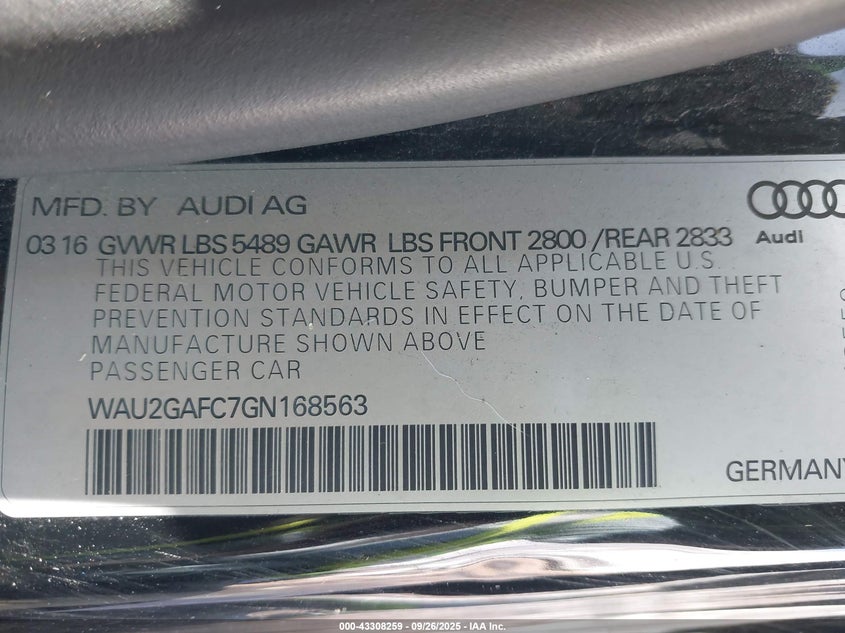 MFD. BY AUDI AG
03 16 GVWR LBS 5489 GAWR LBS FRONT 2800 /REAR 2833
Audi
THIS VEHICLE CONFORMS TO ALL APPLICABLE U.S.
FEDERAL MOTOR VEHICLE SAFETY, BUMPER AND THEFT
PREVENTION STANDARDS IN EFFECT ON THE DATE OF
MANUFACTURE SHOWN ABOVE
PASSENGER CAR
WAU2GAFC7GN168563
GERMANY
000-43308259 - 09/26/2025 - IAA Inc.